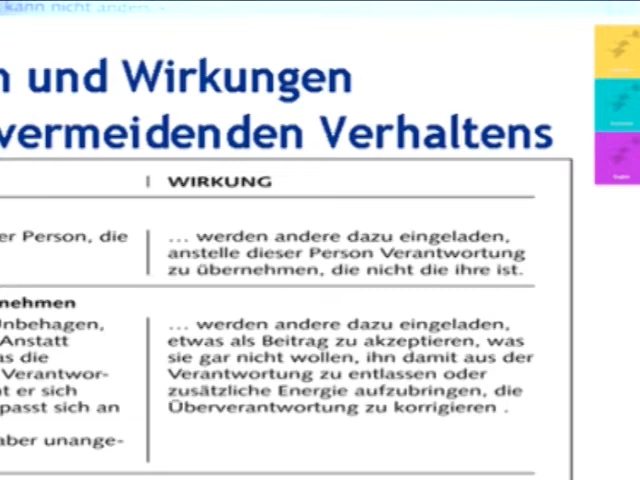 kann nicht anders.
n und Wirkungen
vermeidenden Verhaltens
WIRKUNG
er Person, die
... werden andere dazu eingeladen,
anstelle dieser Person Verantwortung
zu übernehmen, die nicht die ihre ist.
nehmen
Unbehagen,
Anstatt
as die
Verantwor-
nt er sich
passt sich an
aber unange-
... werden andere dazu eingeladen,
etwas als Beitrag zu akzeptieren, was
sie gar nicht wollen, ihn damit aus der
Verantwortung zu entlassen oder
zusätzliche Energie aufzubringen, die
Überverantwortung zu korrigieren .